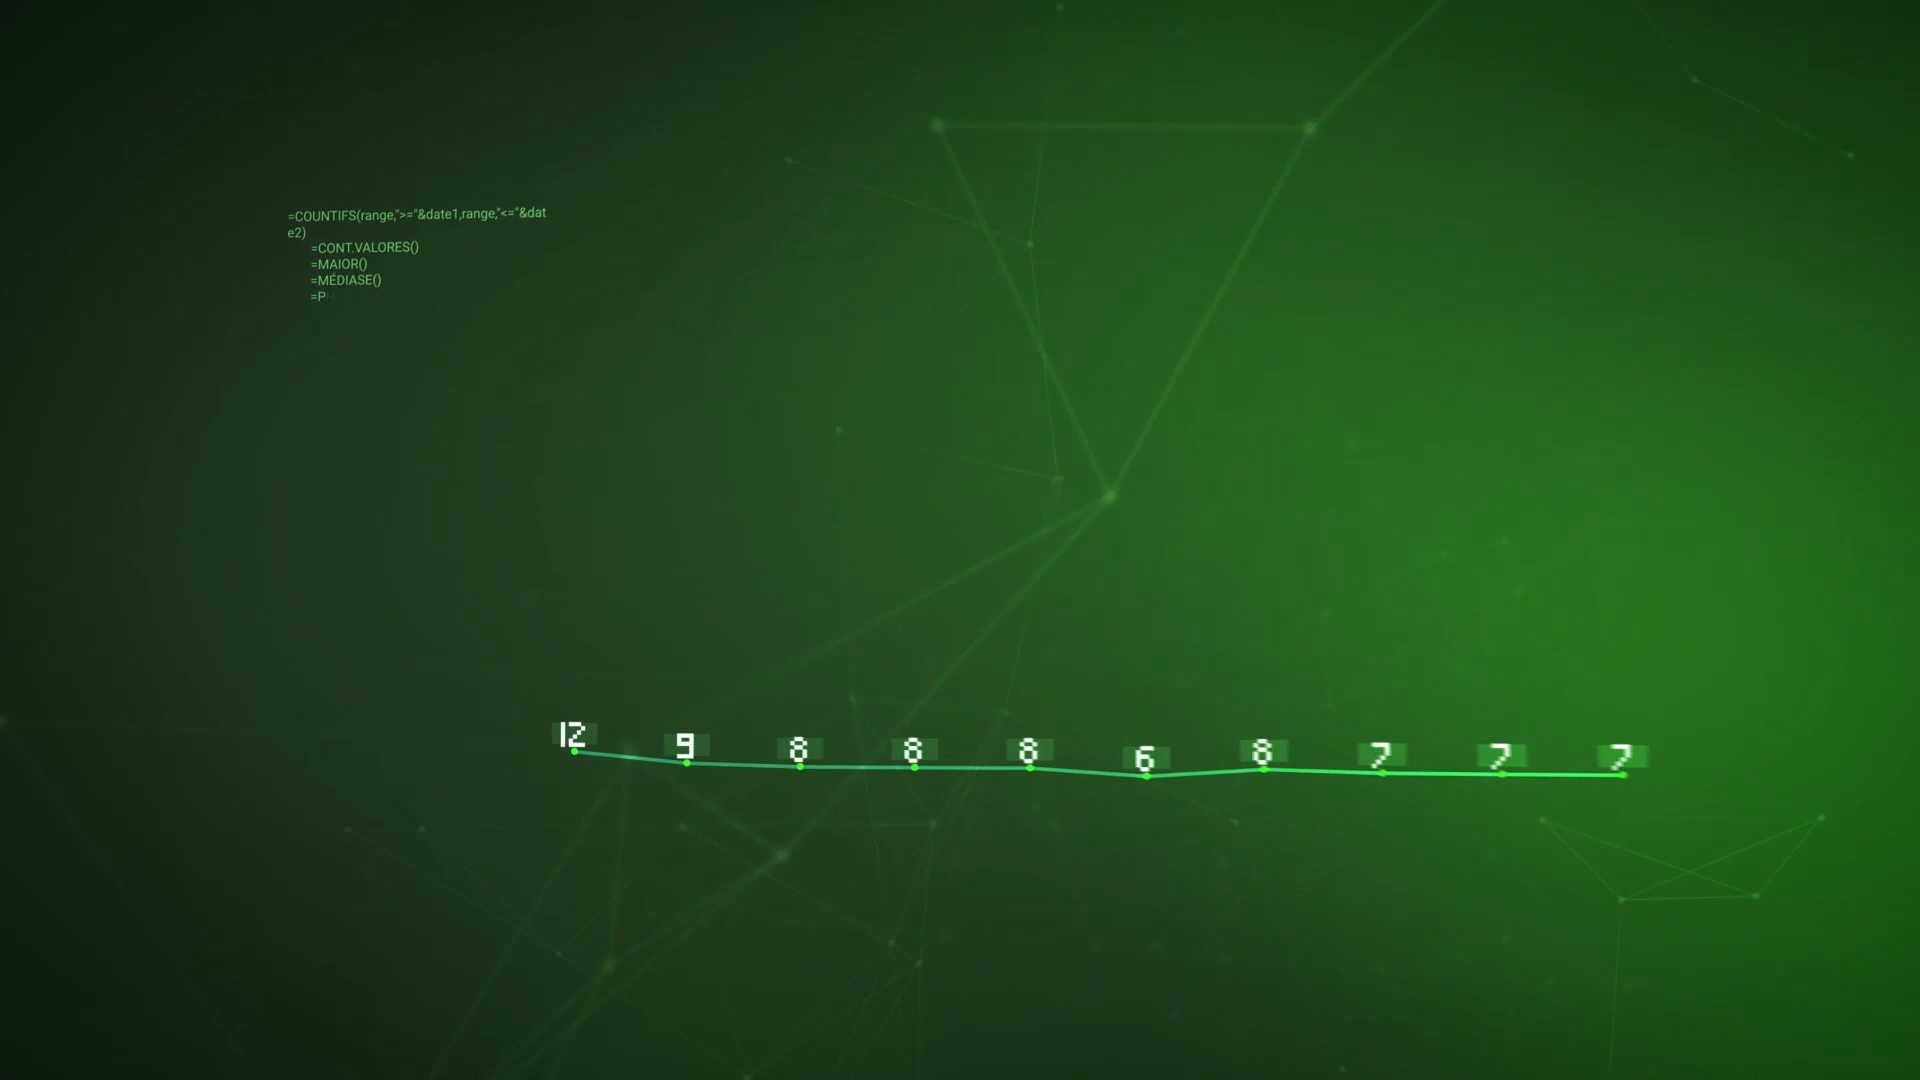 =COUNTIFS(range,">="&date1,range,"<="&dat
e2)
=CONT.VALORES()
=MAIOR()
=MÉDIASE()
=P
12 9 8 8 8 6 8 7 7 7